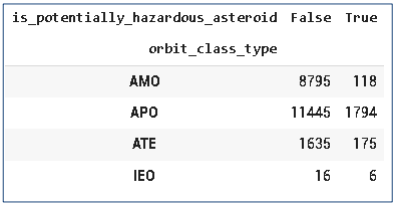 is_potentially_hazardous_asteroid False True
orbit_class_type
AMO 8795 118
APO 11445 1794
ATE 1635 175
IEO 16 6